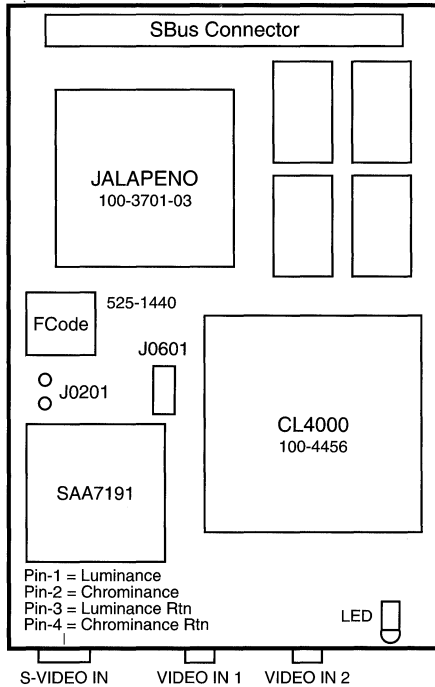 SBus Connector
JALAPENO
100-3701-03
525-1440
FCode
J0601
J0201
CL4000
100-4456
SAA7191
Pin-1 = Luminance
Pin-2 = Chrominance
Pin-3 = Luminance Rtn
Pin-4 = Chrominance Rtn
LED
S-VIDEO IN
VIDEO IN 1
VIDEO IN 2